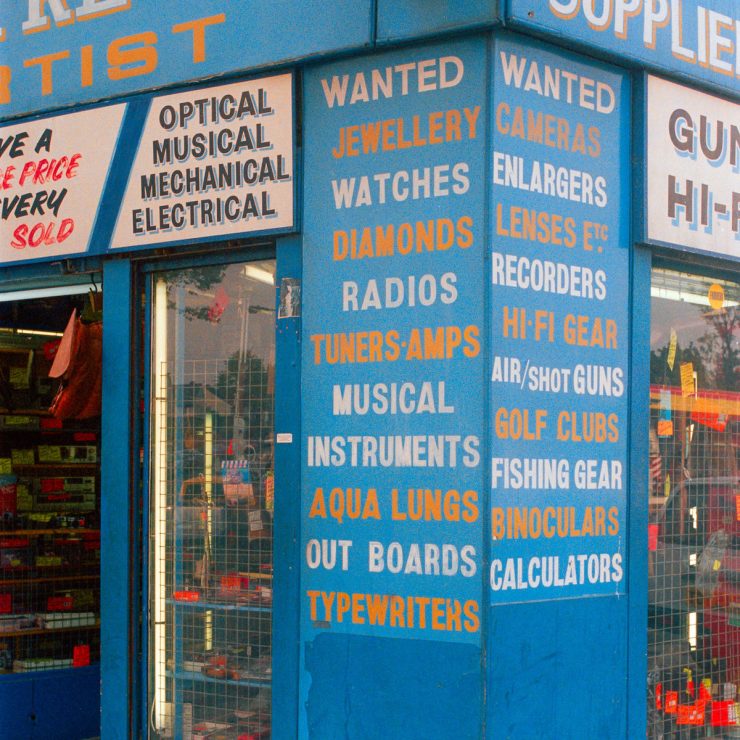 RTIST
SUPPLIE
VE A
E PRICE
VERY
SOLD
OPTICAL
MUSICAL
MECHANICAL
ELECTRICAL
WANTED
JEWELLERY
WATCHES
DIAMONDS
RADIOS
TUNERS·AMPS
MUSICAL
INSTRUMENTS
AQUA LUNGS
OUT BOARDS
TYPEWRITERS
WANTED
CAMERAS
ENLARGERS
LENSES ETC.
RECORDERS
HI·FI GEAR
AIR/SHOT GUNS
GOLF CLUBS
FISHING GEAR
BINOCULARS
CALCULATORS
GUN
HI-F